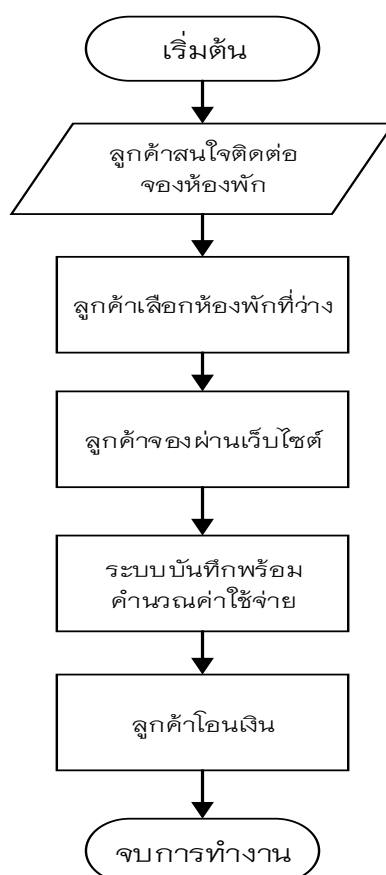 เริ่มต้น
ลูกค้าสนใจติดต่อ
จองห้องพัก
ลูกค้าเลือกห้องพักที่ว่าง
ลูกค้าจองผ่านเว็บไซต์
ระบบบันทึกพร้อม
คำนวณค่าใช้จ่าย
ลูกค้าโอนเงิน
จบการทำงาน